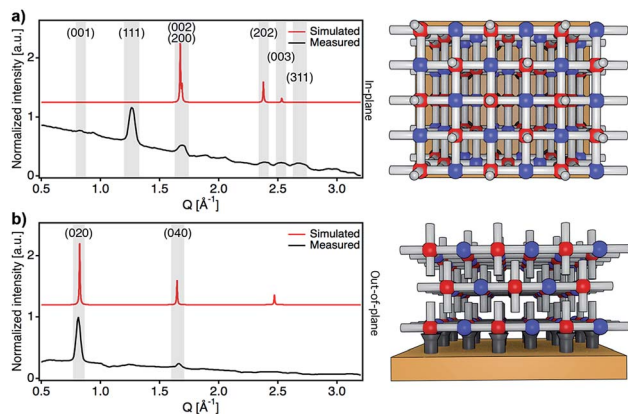 a)
(001)
(111)
(002)
(200)
(202)
(003)
(311)
Simulated
Measured
Normalized intensity [a.u.]
2
1
0
0.5
1.0
1.5
2.0
2.5
3.0
Q [Å⁻¹]
In-plane
b)
(020)
(040)
Simulated
Measured
Normalized intensity [a.u.]
2
1
0
0.5
1.0
1.5
2.0
2.5
3.0
Q [Å⁻¹]
Out-of-plane